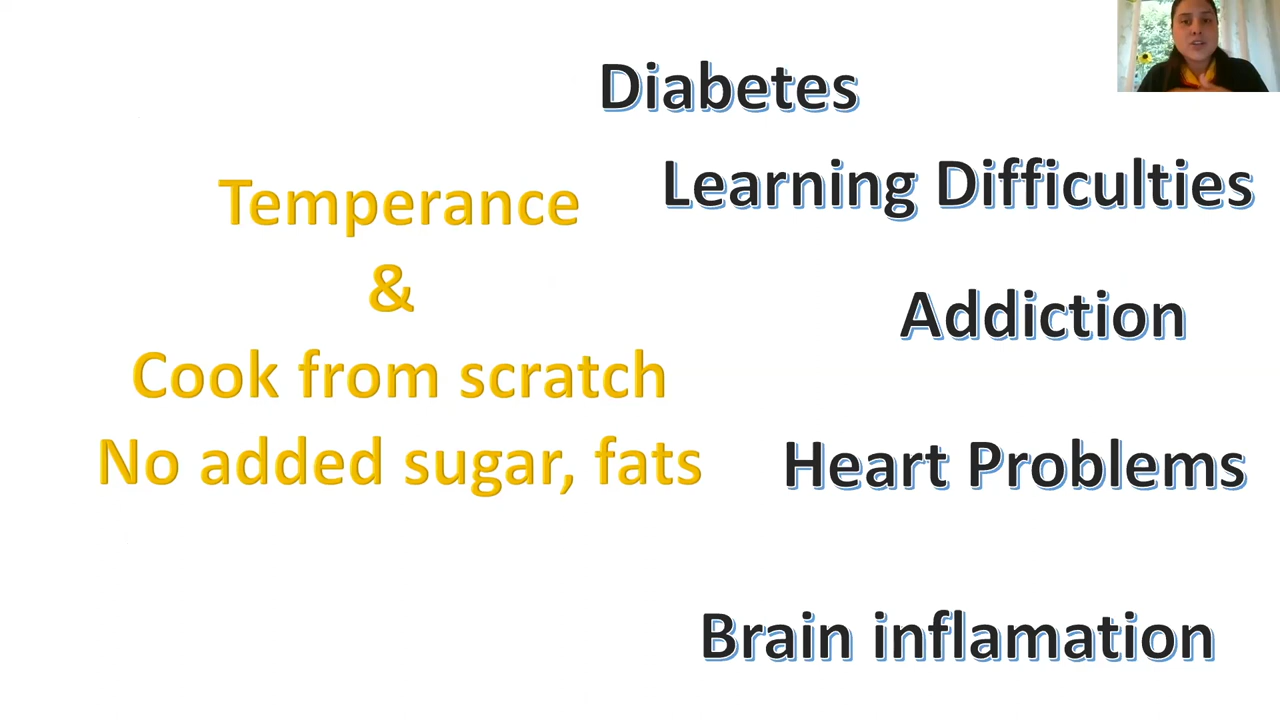 Diabetes
Learning Difficulties
Temperance
&
Addiction
Cook from scratch
No added sugar, fats
Heart Problems
Brain inflamation